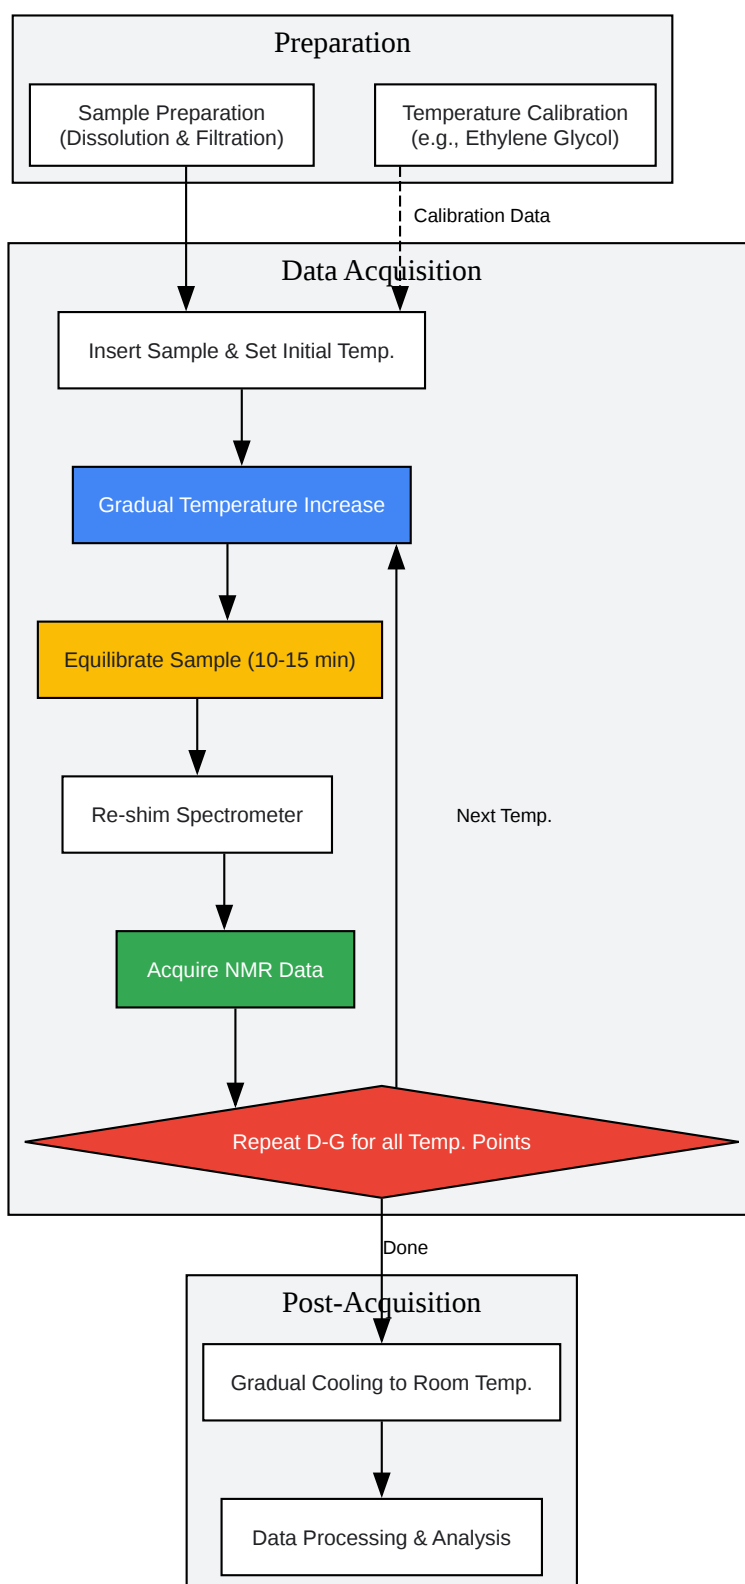 Preparation
Sample Preparation
(Dissolution & Filtration)
Temperature Calibration
(e.g., Ethylene Glycol)
Calibration Data
Data Acquisition
Insert Sample & Set Initial Temp.
Gradual Temperature Increase
Equilibrate Sample (10-15 min)
Re-shim Spectrometer
Next Temp.
Acquire NMR Data
Repeat D-G for all Temp. Points
Done
Post-Acquisition
Gradual Cooling to Room Temp.
Data Processing & Analysis